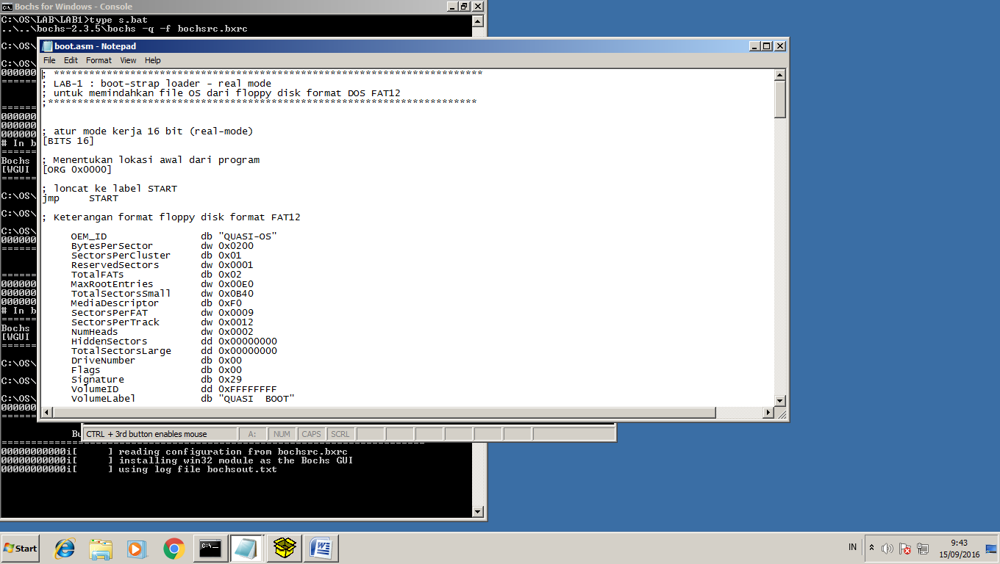 Bochs for Windows - Console
C:\OS\LAB\LAB1>type s.bat
..\..\bochs-2.3.5\bochs -q -f bochsrc.bxrc
C:\OS\
C:\OS\
000000
======
======
000000
000000
000000
# In b
======
Bochs
[WGUI
======
C:\OS\
C:\OS\
C:\OS\
000000
======
======
000000
000000
000000
# In b
======
Bochs
[WGUI
======
C:\OS\
C:\OS\
C:\OS\
000000
======
boot.asm - Notepad
File Edit Format View Help
; *************************************************************************
; LAB-1 : boot-strap loader - real mode
; untuk memindahkan file OS dari floppy disk format DOS FAT12
;*************************************************************************
; atur mode kerja 16 bit (real-mode)
[BITS 16]
; Menentukan lokasi awal dari program
[ORG 0x0000]
; loncat ke label START
jmp START
; Keterangan format floppy disk format FAT12
OEM_ID db "QUASI-OS"
BytesPerSector dw 0x0200
SectorsPerCluster db 0x01
ReservedSectors dw 0x0001
TotalFATs db 0x02
MaxRootEntries dw 0x00E0
TotalSectorsSmall dw 0x0B40
MediaDescriptor db 0xF0
SectorsPerFAT dw 0x0009
SectorsPerTrack dw 0x0012
NumHeads dw 0x0002
HiddenSectors dd 0x00000000
TotalSectorsLarge dd 0x00000000
DriveNumber db 0x00
Flags db 0x00
Signature db 0x29
VolumeID dd 0xFFFFFFFF
VolumeLabel db "QUASI  BOOT"
CTRL + 3rd button enables mouse A: NUM CAPS SCRL
========================================================================
00000000000i[ ] reading configuration from bochsrc.bxrc
00000000000i[ ] installing win32 module as the Bochs GUI
00000000000i[ ] using log file bochsout.txt
Start
IN
9:43
15/09/2016